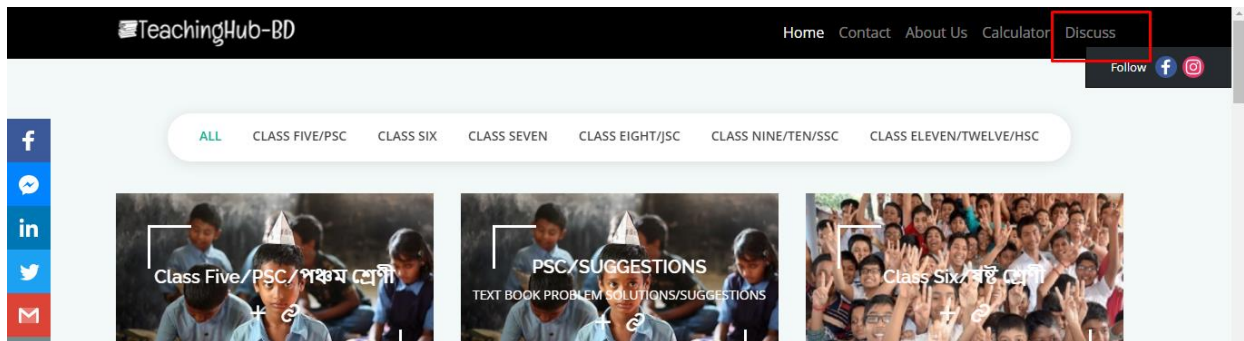 TeachingHub-BD
Home Contact About Us Calculator Discuss
Follow
ALL CLASS FIVE/PSC CLASS SIX CLASS SEVEN CLASS EIGHT/JSC CLASS NINE/TEN/SSC CLASS ELEVEN/TWELVE/HSC
Class Five/PSC/পঞ্চম শ্রেণী
PSC/SUGGESTIONS
TEXT BOOK PROBLEM SOLUTIONS/SUGGESTIONS
Class Six/ষষ্ট শ্রেণী